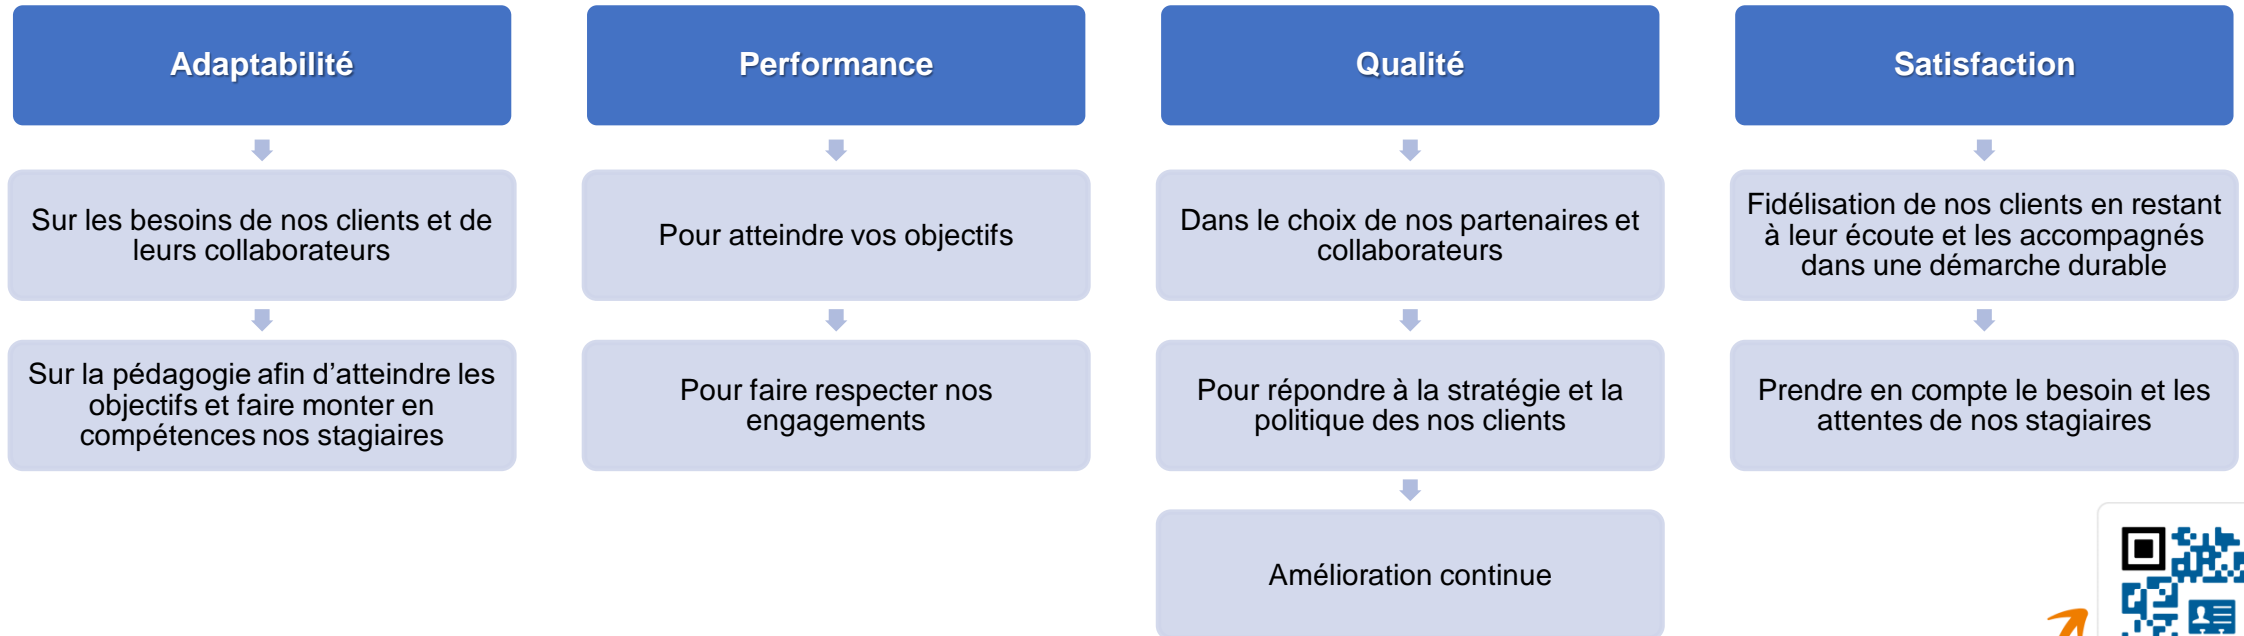 Adaptabilité
Sur les besoins de nos clients et de
leurs collaborateurs
Sur la pédagogie afin d’atteindre les
objectifs et faire monter en
compétences nos stagiaires
Performance
Pour atteindre vos objectifs
Pour faire respecter nos
engagements
Qualité
Dans le choix de nos partenaires et
collaborateurs
Pour répondre à la stratégie et la
politique des nos clients
Amélioration continue
Satisfaction
Fidélisation de nos clients en restant
à leur écoute et les accompagnés
dans une démarche durable
Prendre en compte le besoin et les
attentes de nos stagiaires